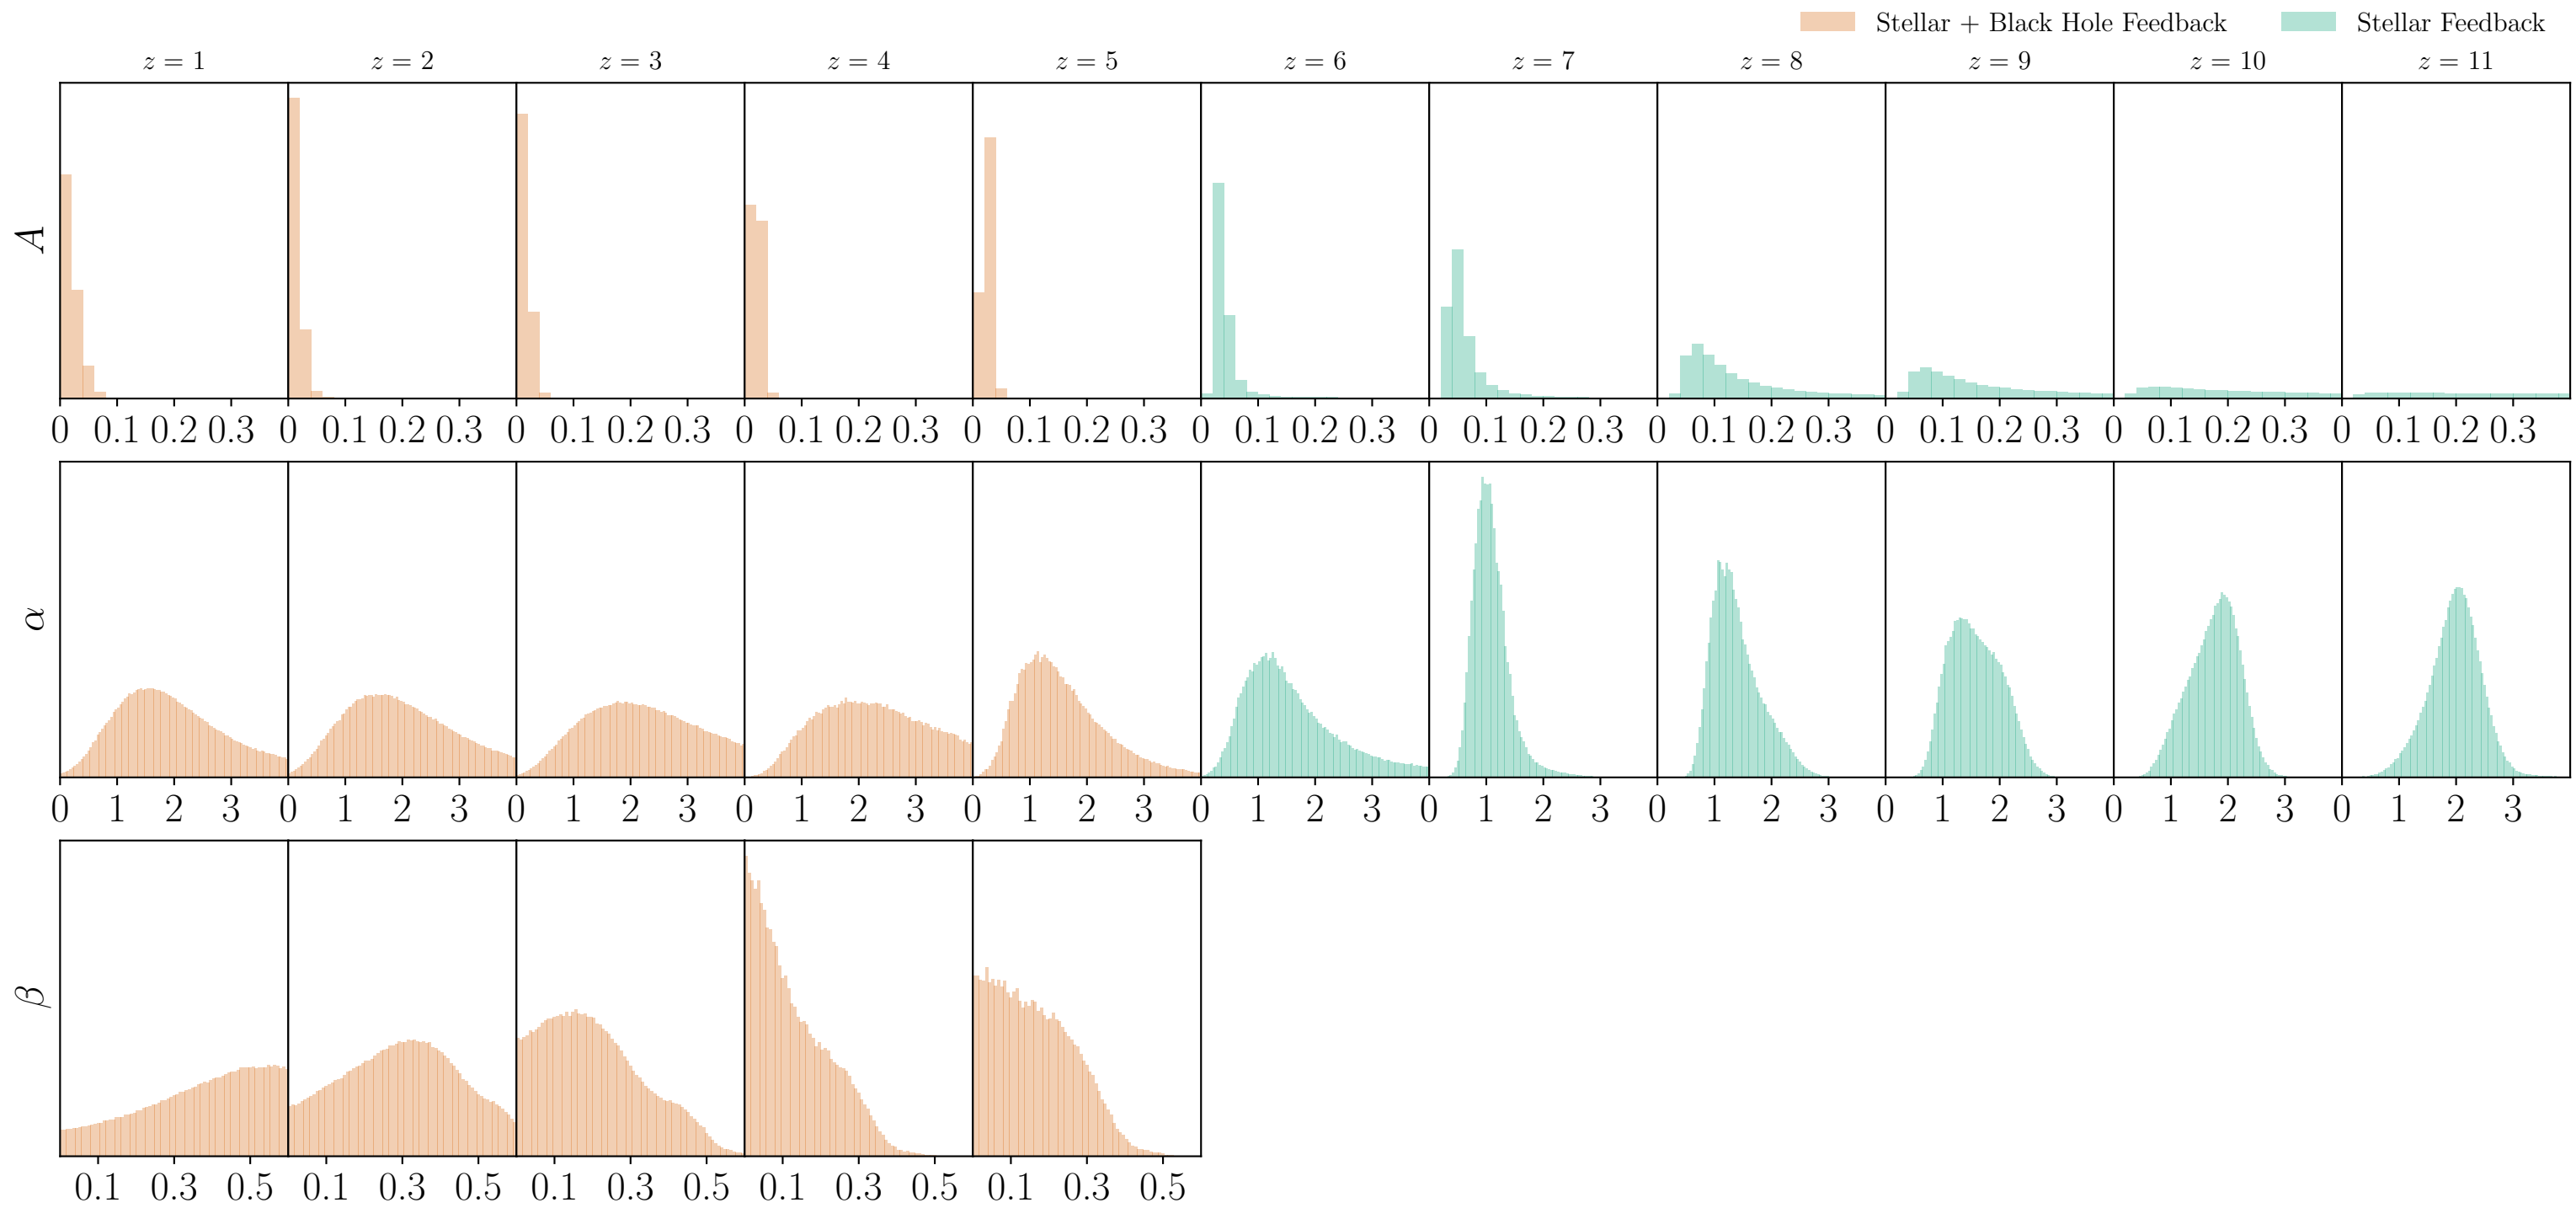 Stellar + Black Hole Feedback Stellar Feedback
z = 1 z = 2 z = 3 z = 4 z = 5 z = 6 z = 7 z = 8 z = 9 z = 10 z = 11
A
0 0.1 0.2 0.3 0 0.1 0.2 0.3 0 0.1 0.2 0.3 0 0.1 0.2 0.3 0 0.1 0.2 0.3 0 0.1 0.2 0.3 0 0.1 0.2 0.3 0 0.1 0.2 0.3 0 0.1 0.2 0.3 0 0.1 0.2 0.3 0 0.1 0.2 0.3
α
0 1 2 3 0 1 2 3 0 1 2 3 0 1 2 3 0 1 2 3 0 1 2 3 0 1 2 3 0 1 2 3 0 1 2 3 0 1 2 3 0 1 2 3
β
0.1 0.3 0.5 0.1 0.3 0.5 0.1 0.3 0.5 0.1 0.3 0.5 0.1 0.3 0.5